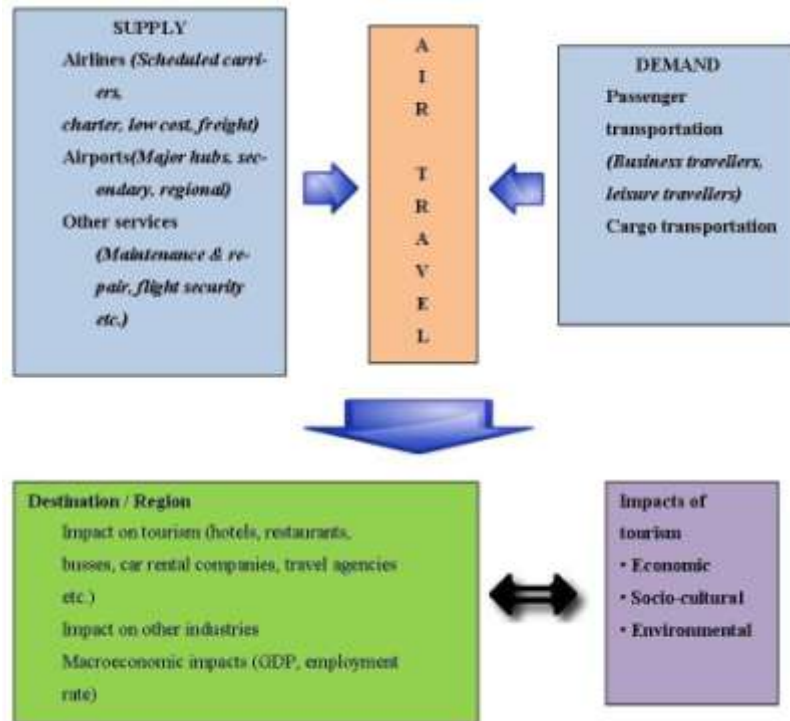 SUPPLY
Airlines (Scheduled carri-
ers,
charter, low cost, freight)
Airports(Major hubs, sec-
ondary, regional)
Other services
(Maintenance & re-
pair, flight security
etc.)
A
I
R
T
R
A
V
E
L
DEMAND
Passenger
transportation
(Business travellers,
leisure travellers)
Cargo transportation
Destination / Region
Impact on tourism (hotels, restaurants,
busses, car rental companies, travel agencies
etc.)
Impact on other industries
Macroeconomic impacts (GDP, employment
rate)
Impacts of
tourism
• Economic
• Socio-cultural
• Environmental